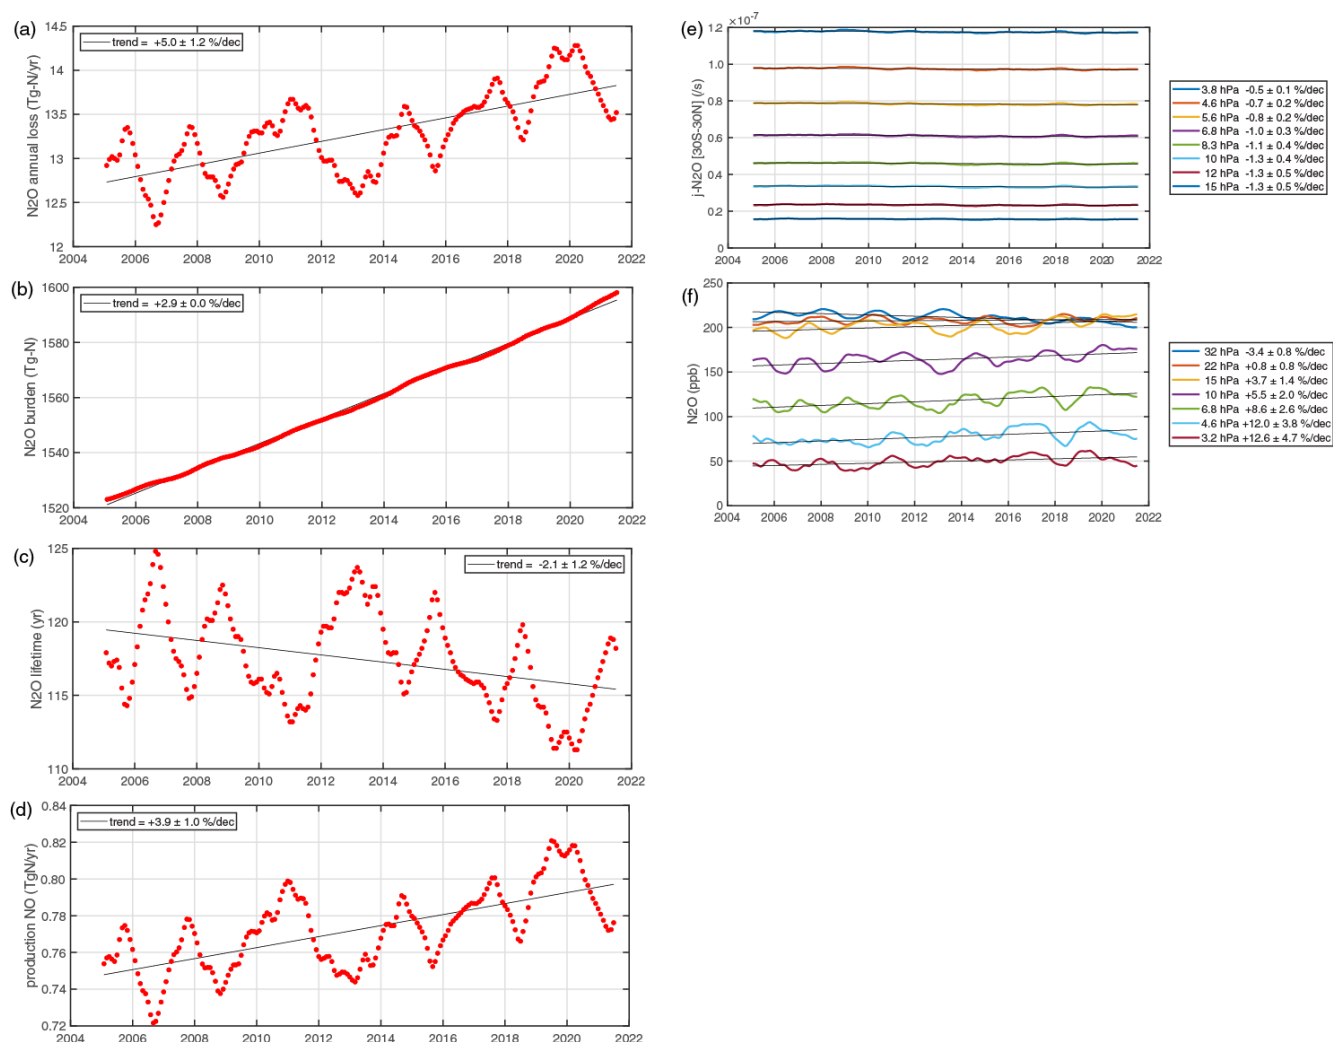 (a)
14.5
14
13.5
13
12.5
12
N2O annual loss (Tg-N/yr)
trend = +5.0 ± 1.2 %/dec
2004 2006 2008 2010 2012 2014 2016 2018 2020 2022
(b)
1600
1580
1560
1540
1520
N2O burden (Tg-N)
trend = +2.9 ± 0.0 %/dec
2004 2006 2008 2010 2012 2014 2016 2018 2020 2022
(c)
125
120
115
110
N2O lifetime (yr)
trend = -2.1 ± 1.2 %/dec
2004 2006 2008 2010 2012 2014 2016 2018 2020 2022
(d)
0.84
0.82
0.80
0.78
0.76
0.74
0.72
production NO (TgN/yr)
trend = +3.9 ± 1.0 %/dec
2004 2006 2008 2010 2012 2014 2016 2018 2020 2022
(e)
×10⁻⁷
1.2
1.0
0.8
0.6
0.4
0.2
0
j-N2O [30S-30N] (/s)
2004 2006 2008 2010 2012 2014 2016 2018 2020 2022
3.8 hPa -0.5 ± 0.1 %/dec
4.6 hPa -0.7 ± 0.2 %/dec
5.6 hPa -0.8 ± 0.2 %/dec
6.8 hPa -1.0 ± 0.3 %/dec
8.3 hPa -1.1 ± 0.4 %/dec
10 hPa -1.3 ± 0.4 %/dec
12 hPa -1.3 ± 0.5 %/dec
15 hPa -1.3 ± 0.5 %/dec
(f)
250
200
150
100
50
0
N2O (ppb)
2004 2006 2008 2010 2012 2014 2016 2018 2020 2022
32 hPa -3.4 ± 0.8 %/dec
22 hPa +0.8 ± 0.8 %/dec
15 hPa +3.7 ± 1.4 %/dec
10 hPa +5.5 ± 2.0 %/dec
6.8 hPa +8.6 ± 2.6 %/dec
4.6 hPa +12.0 ± 3.8 %/dec
3.2 hPa +12.6 ± 4.7 %/dec